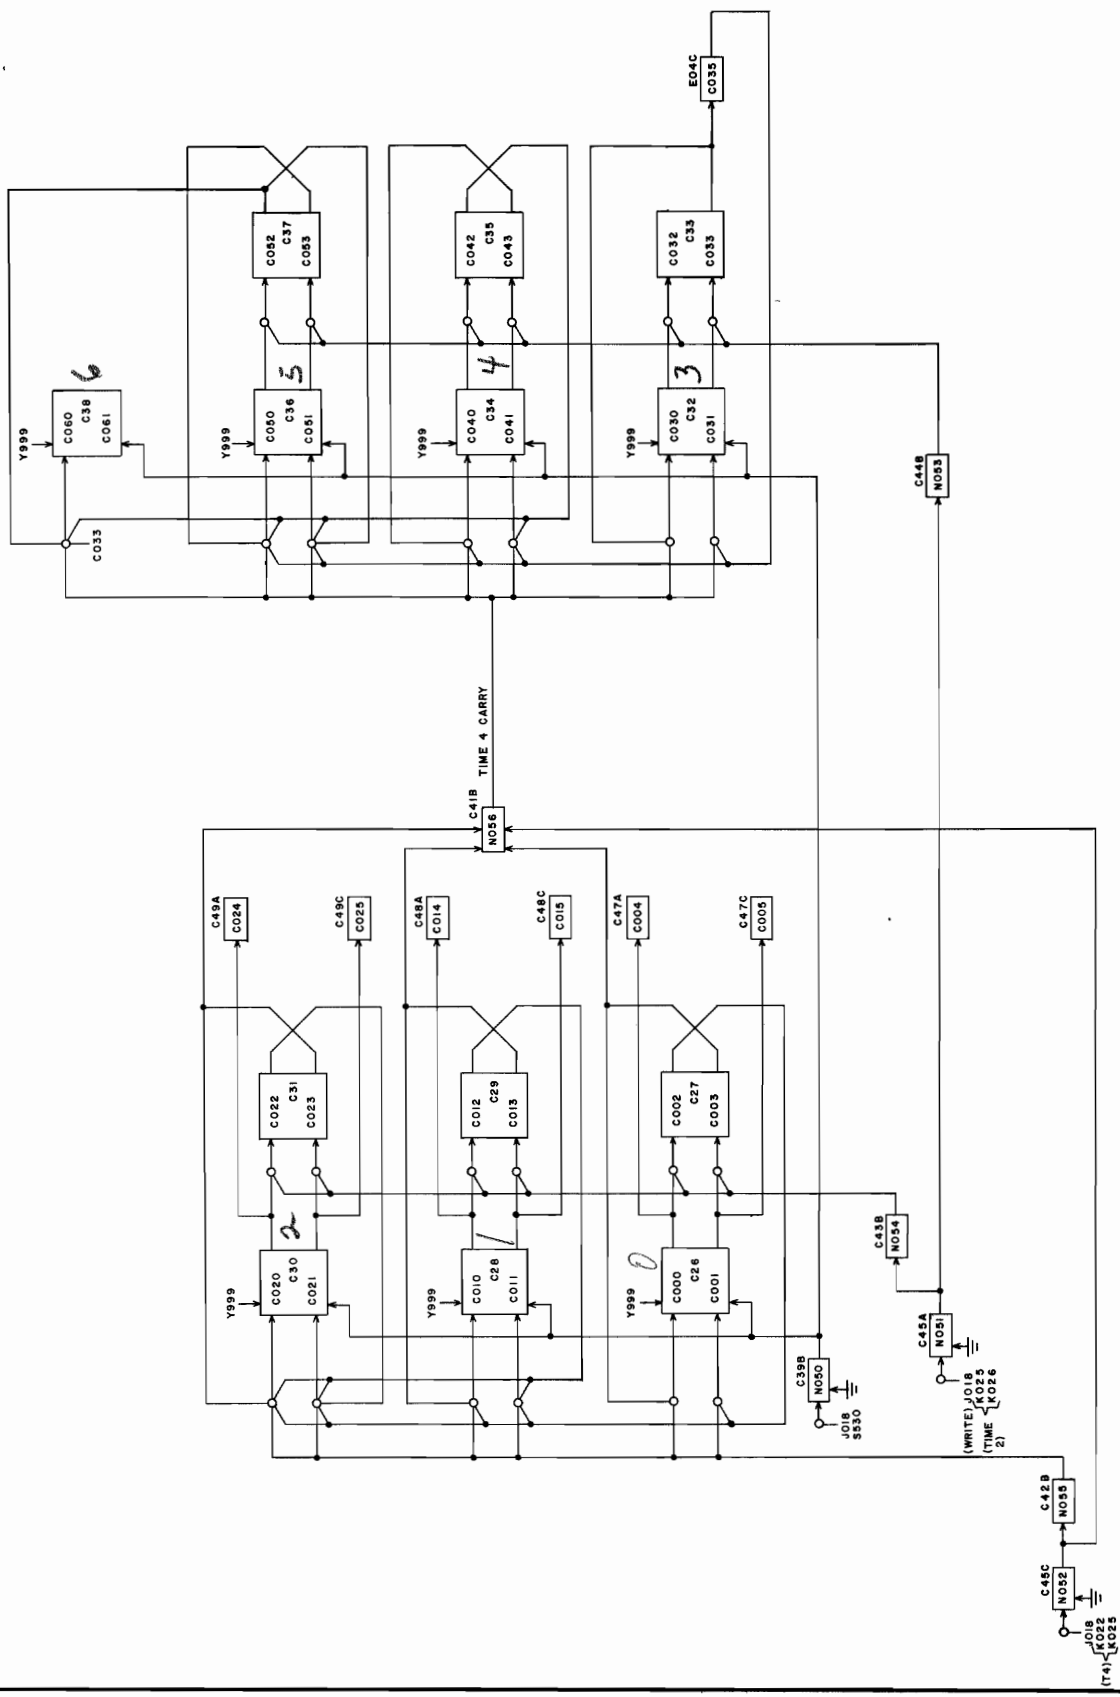 E04C
C035
C052
C37
C053
C042
C35
C043
C032
C33
C033
6
Y999
C060
C38
C061
5
Y999
C050
C36
C051
4
Y999
C040
C34
C041
3
Y999
C030
C32
C031
C033
C44B
N053
TIME 4 CARRY
C41B
N056
C49A
C024
C49C
C025
C48A
C014
C48C
C015
C47A
C004
C47C
C005
C022
C31
C023
C012
C29
C013
C002
C27
C003
2
Y999
C020
C30
C021
1
Y999
C010
C28
C011
0
Y999
C000
C26
C001
C43B
N054
C45A
N051
(WRITE) J018
(TIME 2) { K025
K026
C39B
N050
J018
S530
C42B
N055
C45C
N052
J018
(T4) { K022
K025